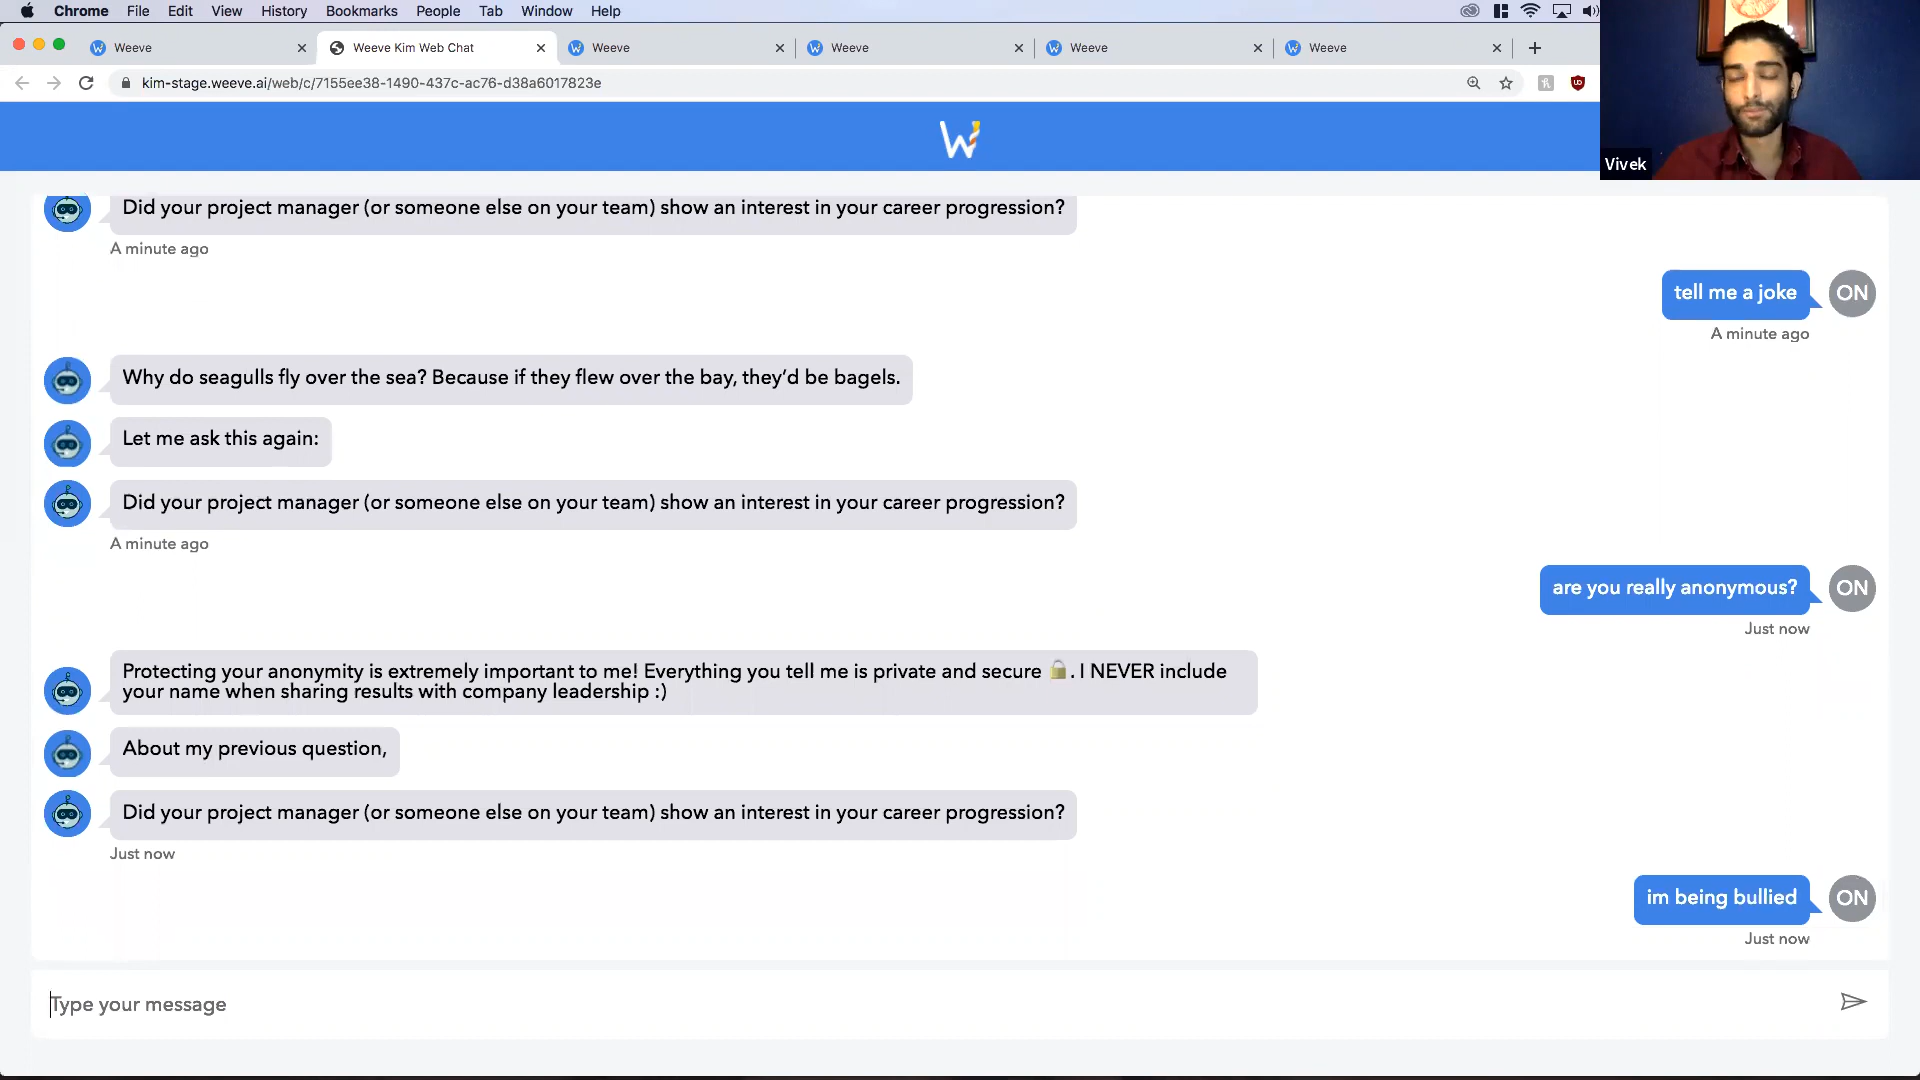 Chrome File Edit View History Bookmarks People Tab Window Help
Weeve
Weeve Kim Web Chat
Weeve
Weeve
Weeve
Weeve
kim-stage.weeve.ai/web/c/7155ee38-1490-437c-ac76-d38a6017823e
Vivek
W
Did your project manager (or someone else on your team) show an interest in your career progression?
A minute ago
tell me a joke
ON
A minute ago
Why do seagulls fly over the sea? Because if they flew over the bay, they'd be bagels.
Let me ask this again:
Did your project manager (or someone else on your team) show an interest in your career progression?
A minute ago
are you really anonymous?
ON
Just now
Protecting your anonymity is extremely important to me! Everything you tell me is private and secure 🔒. I NEVER include
your name when sharing results with company leadership :)
About my previous question,
Did your project manager (or someone else on your team) show an interest in your career progression?
Just now
im being bullied
ON
Just now
Type your message